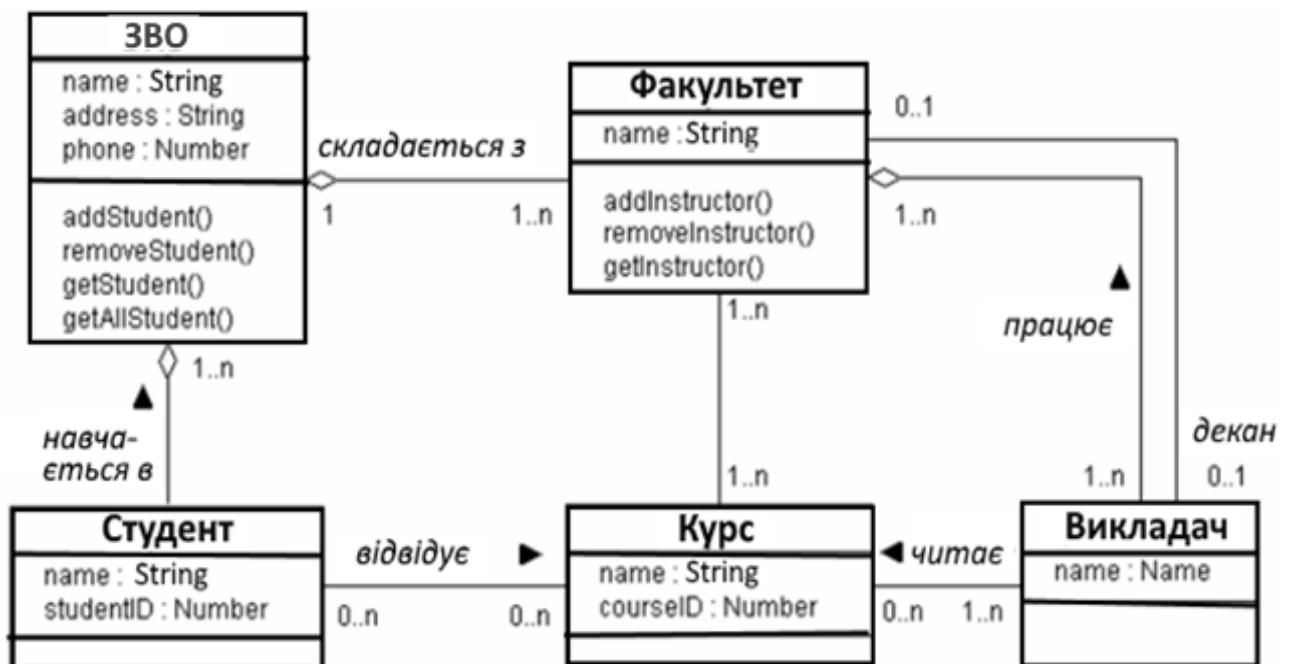 ЗВО
name : String
address : String
phone : Number
addStudent()
removeStudent()
getStudent()
getAllStudent()
складається з
1
1..n
Факультет
name : String
addInstructor()
removeInstructor()
getInstructor()
0..1
1..n
1..n
працює
декан
1..n
навча-
ється в
1..n
1..n
0..1
Студент
name : String
studentID : Number
відвідує
0..n
0..n
Курс
name : String
courseID : Number
читає
0..n
1..n
Викладач
name : Name